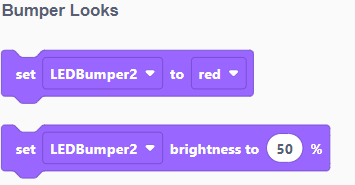 Bumper Looks
set LEDBumper2 to red
set LEDBumper2 brightness to 50 %